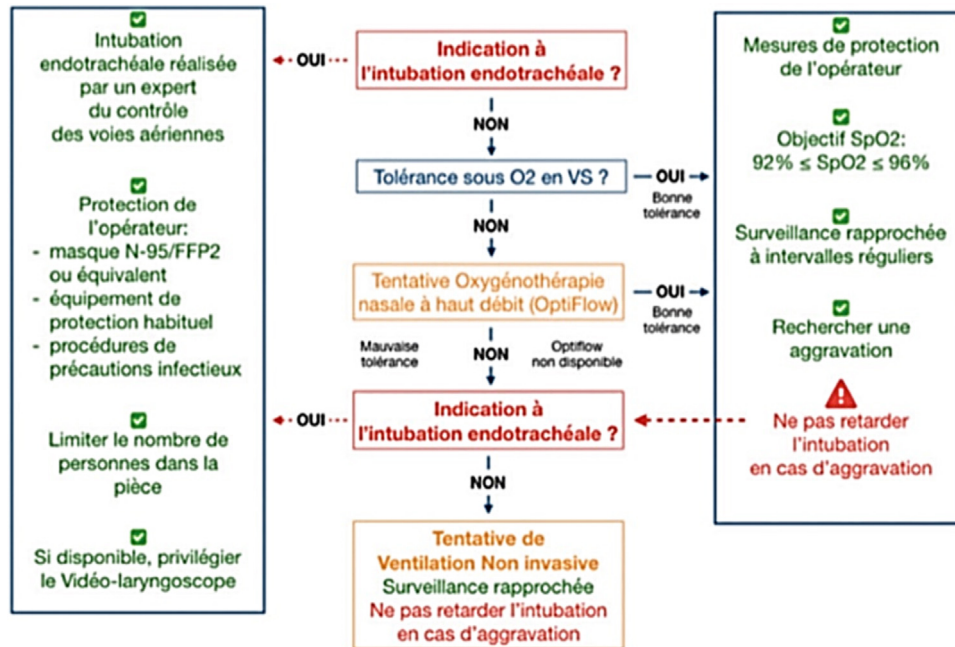 Intubation
endotrachéale réalisée
par un expert
du contrôle
des voies aériennes
Protection de
l'opérateur:
- masque N-95/FFP2
ou équivalent
- équipement de
protection habituel
- procédures de
précautions infectieux
Limiter le nombre de
personnes dans la
pièce
Si disponible, privilégier
le Vidéo-laryngoscope
OUI
Indication à
l'intubation endotrachéale ?
NON
Tolérance sous O2 en VS ?
OUI
Bonne
tolérance
NON
Tentative Oxygénothérapie
nasale à haut débit (OptiFlow)
OUI
Bonne
tolérance
Mauvaise
tolérance
NON
Optiflow
non disponible
OUI
Indication à
l'intubation endotrachéale ?
NON
Tentative de
Ventilation Non invasive
Surveillance rapprochée
Ne pas retarder l'intubation
en cas d'aggravation
Mesures de protection
de l'opérateur
Objectif SpO2:
92% ≤ SpO2 ≤ 96%
Surveillance rapprochée
à intervalles réguliers
Rechercher une
aggravation
Ne pas retarder
l'intubation
en cas d'aggravation